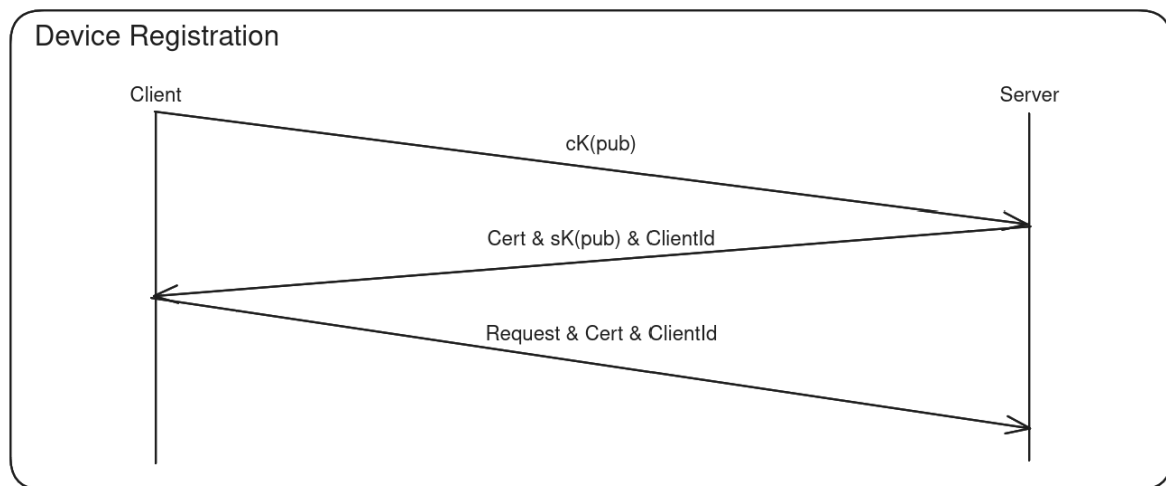 Device Registration
Client
Server
cK(pub)
Cert & sK(pub) & ClientId
Request & Cert & ClientId